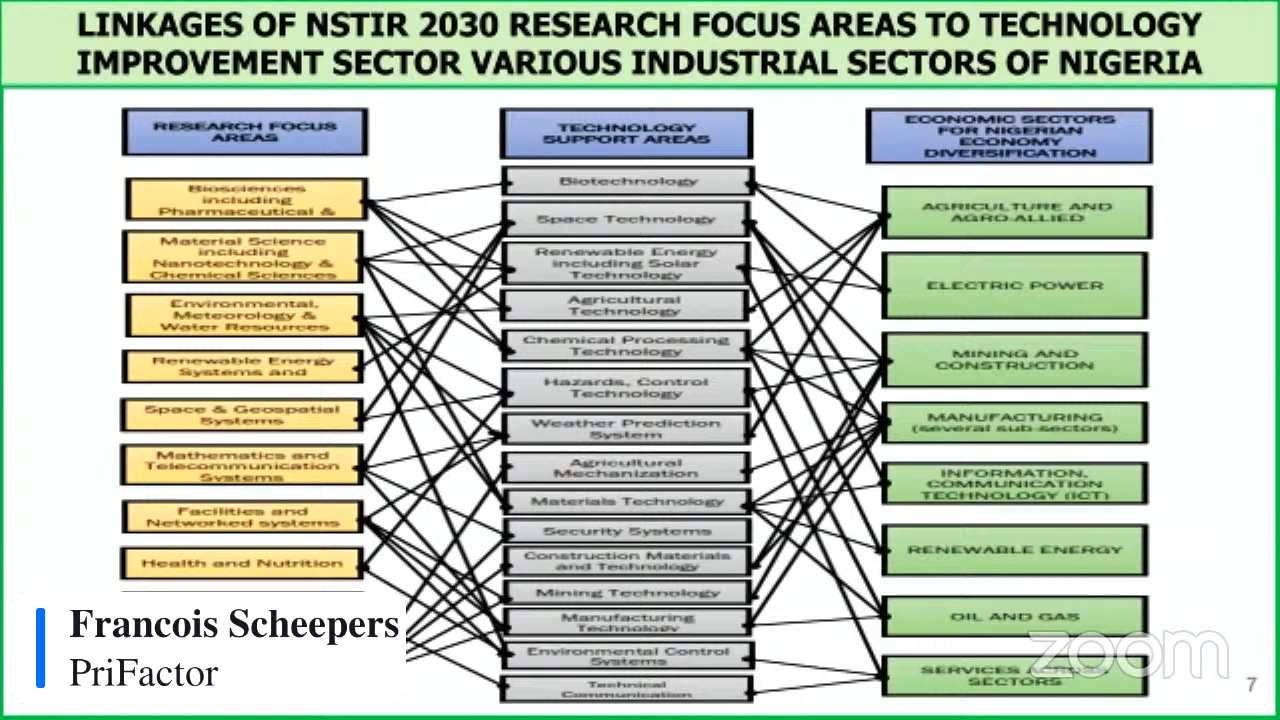 LINKAGES OF NSTIR 2030 RESEARCH FOCUS AREAS TO TECHNOLOGY
IMPROVEMENT SECTOR VARIOUS INDUSTRIAL SECTORS OF NIGERIA
RESEARCH FOCUS
AREAS
Biosciences
including
Pharmaceutical &
Material Science
including
Nanotechnology &
Chemical Sciences
Environmental,
Meteorology &
Water Resources
Renewable Energy
Systems and
Space & Geospatial
Systems
Mathematics and
Telecommunication
Systems
Facilities and
Networked systems
Health and Nutrition
TECHNOLOGY
SUPPORT AREAS
Biotechnology
Space Technology
Renewable Energy
including Solar
Technology
Agricultural
Technology
Chemical Processing
Technology
Hazards, Control
Technology
Weather Prediction
System
Agricultural
Mechanization
Materials Technology
Security Systems
Construction Materials
and Technology
Mining Technology
Manufacturing
Technology
Environmental Control
Systems
Technical
Communication
ECONOMIC SECTORS
FOR NIGERIAN
ECONOMY
DIVERSIFICATION
AGRICULTURE AND
AGRO-ALLIED
ELECTRIC POWER
MINING AND
CONSTRUCTION
MANUFACTURING
(several sub-sectors)
INFORMATION,
COMMUNICATION
TECHNOLOGY (ICT)
RENEWABLE ENERGY
OIL AND GAS
SERVICES ACROSS
SECTORS
Francois Scheepers
PriFactor
zoom
7